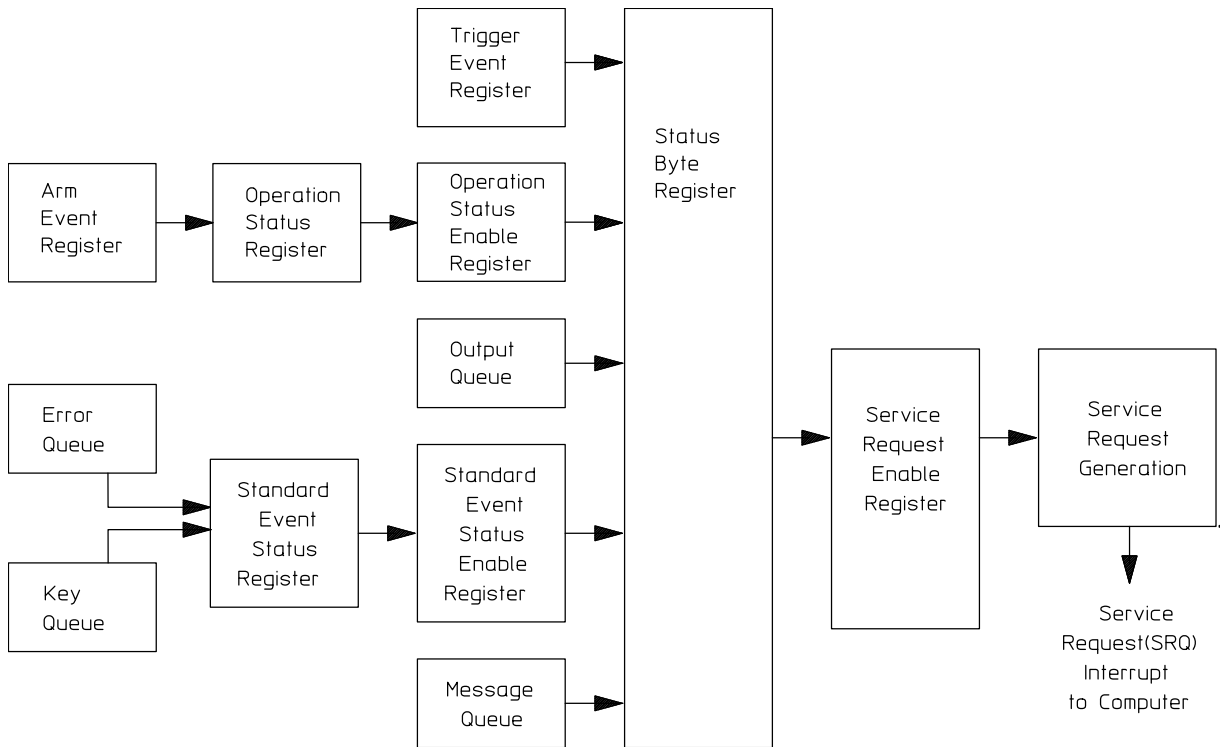 Trigger
Event
Register
Arm
Event
Register
Operation
Status
Register
Operation
Status
Enable
Register
Status
Byte
Register
Output
Queue
Error
Queue
Key
Queue
Standard
Event
Status
Register
Standard
Event
Status
Enable
Register
Message
Queue
Service
Request
Enable
Register
Service
Request
Generation
Service
Request(SRQ)
Interrupt
to Computer